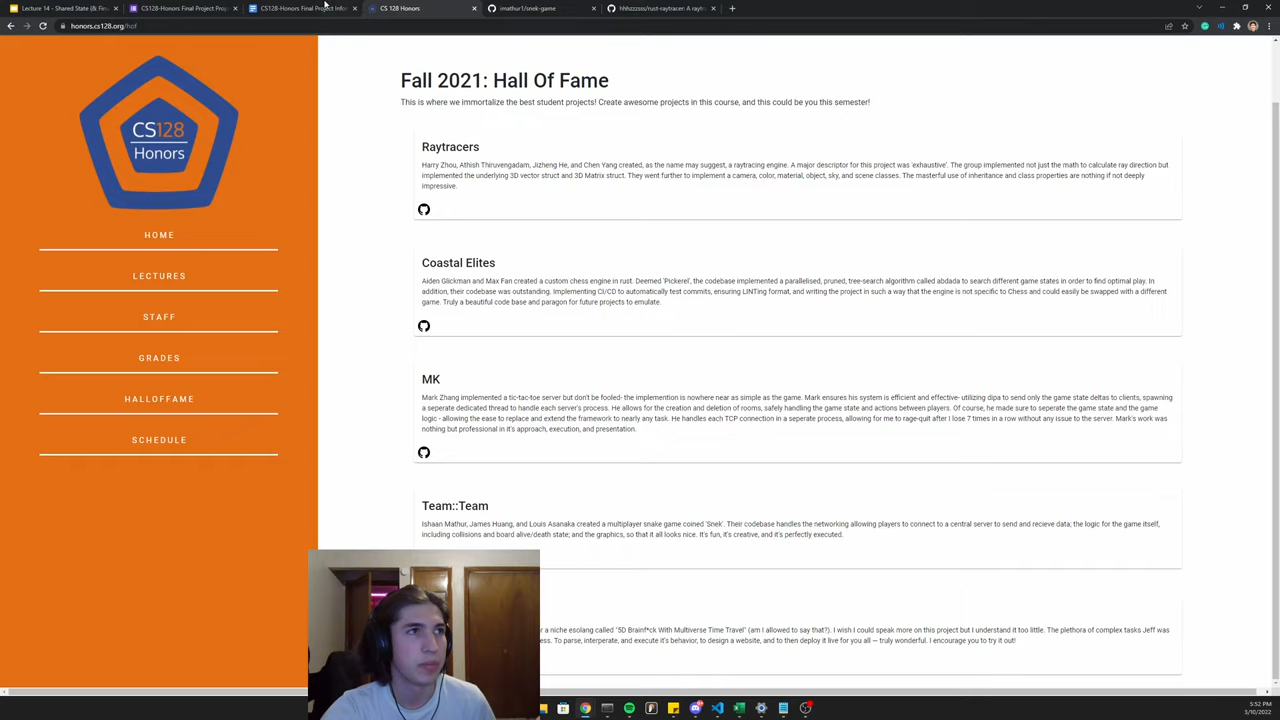 Lecture 14 - Shared State (& Fin
CS128-Honors Final Project Prop
CS128-Honors Final Project Infor
CS 128 Honors
imathur1/snek-game
hhhzzzsss/rust-raytracer: A raytr
honors.cs128.org/hof
CS128
Honors
HOME
LECTURES
STAFF
GRADES
HALLOFFAME
SCHEDULE
Fall 2021: Hall Of Fame
This is where we immortalize the best student projects! Create awesome projects in this course, and this could be you this semester!
Raytracers
Harry Zhou, Athish Thiruvengadam, Jizheng He, and Chen Yang created, as the name may suggest, a raytracing engine. A major descriptor for this project was 'exhaustive'. The group implemented not just the math to calculate ray direction but
implemented the underlying 3D vector struct and 3D Matrix struct. They went further to implement a camera, color, material, object, sky, and scene classes. The masterful use of inheritance and class properties are nothing if not deeply
impressive.
Coastal Elites
Aiden Glickman and Max Fan created a custom chess engine in rust. Deemed 'Pickerel', the codebase implemented a parallelised, pruned, tree-search algorithm called abdada to search different game states in order to find optimal play. In
addition, their codebase was outstanding. Implementing CI/CD to automatically test commits, ensuring LINTing format, and writing the project in such a way that the engine is not specific to Chess and could easily be swapped with a different
game. Truly a beautiful code base and paragon for future projects to emulate.
MK
Mark Zhang implemented a tic-tac-toe server but don't be fooled- the implemention is nowhere near as simple as the game. Mark ensures his system is efficient and effective- utilizing dipa to send only the game state deltas to clients, spawning
a seperate dedicated thread to handle each server's process. He allows for the creation and deletion of rooms, safely handling the game state and actions between players. Of course, he made sure to seperate the game state and the game
logic - allowing the ease to replace and extend the framework to nearly any task. He handles each TCP connection in a seperate process, allowing for me to rage-quit after I lose 7 times in a row without any issue to the server. Mark's work was
nothing but professional in it's approach, execution, and presentation.
Team::Team
Ishaan Mathur, James Huang, and Louis Asanaka created a multiplayer snake game coined 'Snek'. Their codebase handles the networking allowing players to connect to a central server to send and recieve data; the logic for the game itself,
including collisions and board alive/death state; and the graphics, so that it all looks nice. It's fun, it's creative, and it's perfectly executed.
or a niche esolang called "5D Brainf*ck With Multiverse Time Travel" (am I allowed to say that?). I wish I could speak more on this project but I understand it too little. The plethora of complex tasks Jeff was
ess. To parse, interperate, and execute it's behavior, to design a website, and to then deploy it live for you all — truly wonderful. I encourage you to try it out!
5:52 PM
5/10/2022